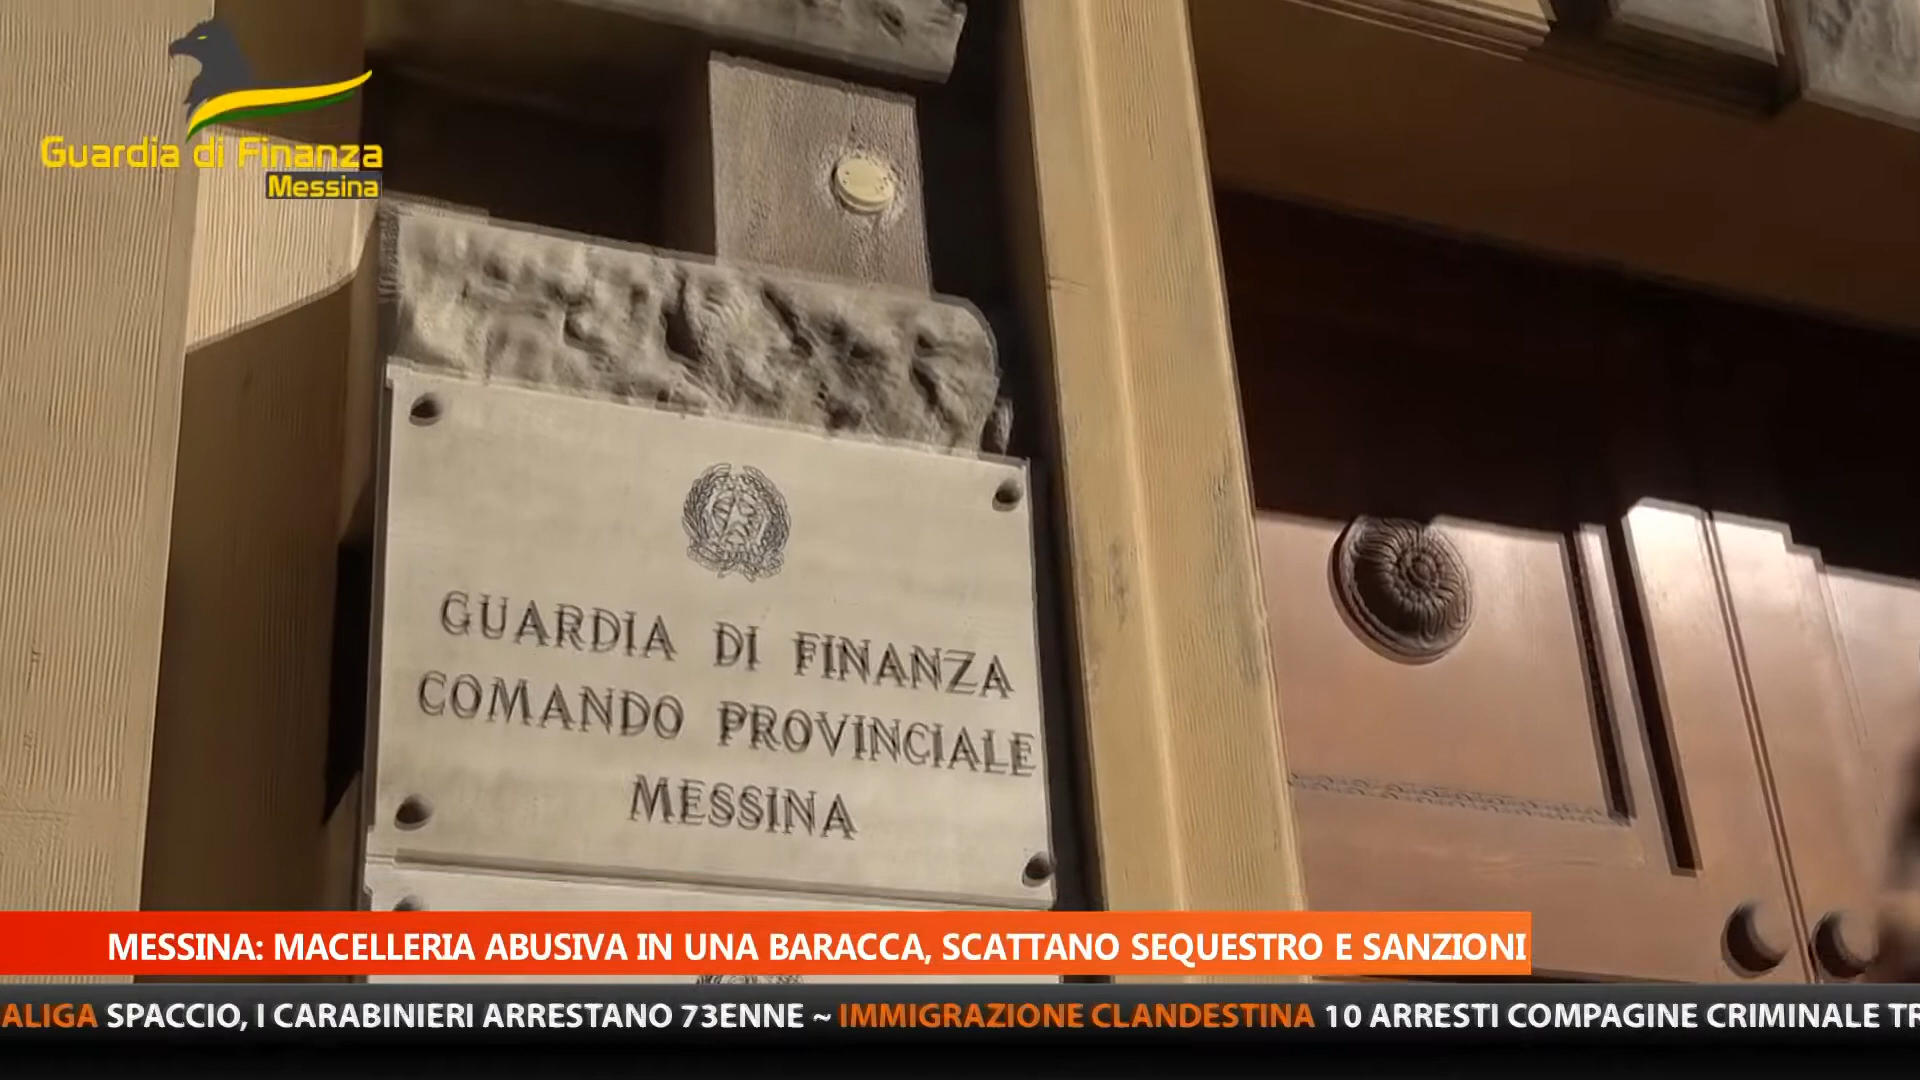 Guardia di Finanza
Messina
GUARDIA DI FINANZA
COMANDO PROVINCIALE
MESSINA
MESSINA: MACELLERIA ABUSIVA IN UNA BARACCA, SCATTANO SEQUESTRO E SANZIONI
ALIGA SPACCIO, I CARABINIERI ARRESTANO 73ENNE ~ IMMIGRAZIONE CLANDESTINA 10 ARRESTI COMPAGINE CRIMINALE TR